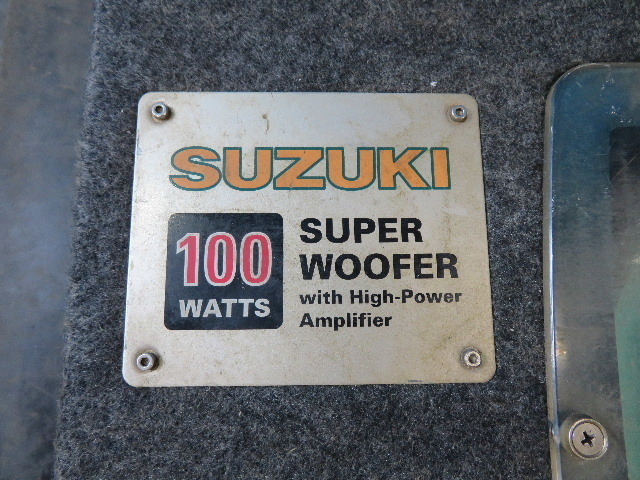 SUZUKI
100
WATTS
SUPER
WOOFER
with High-Power
Amplifier